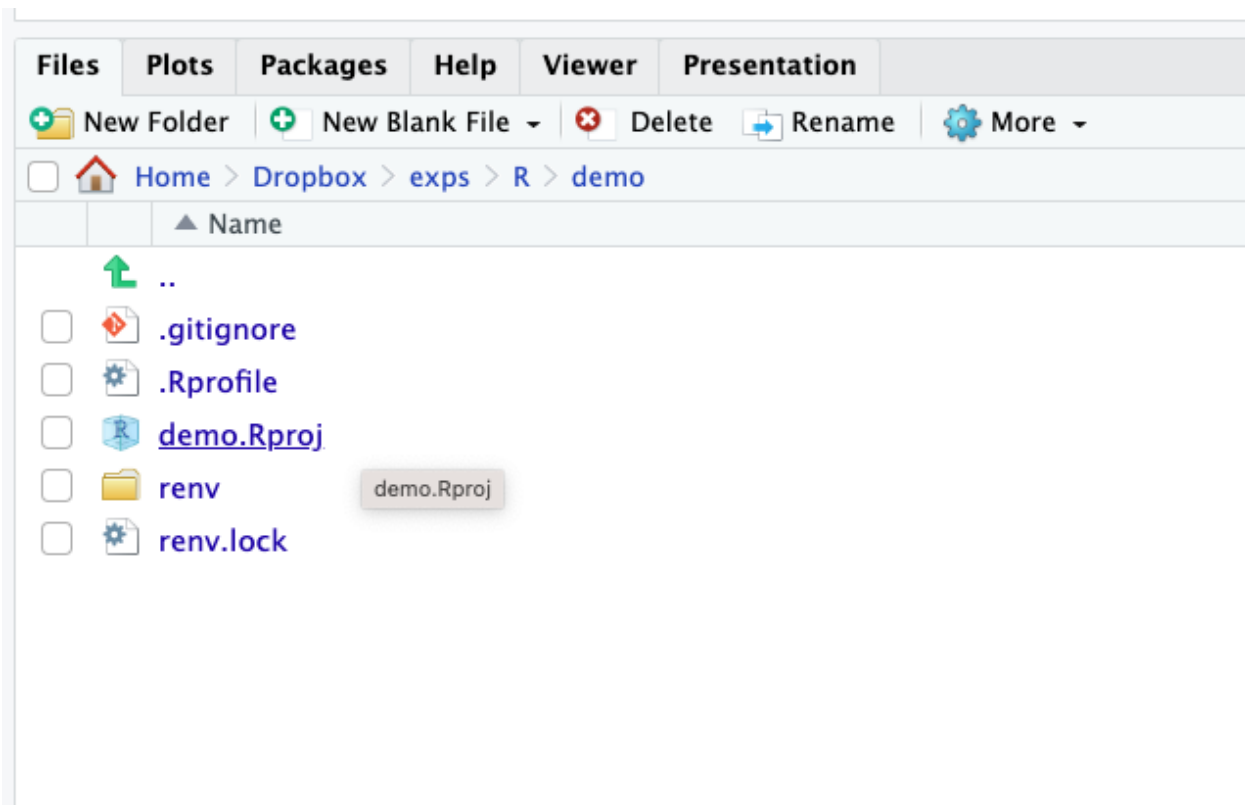 Files Plots Packages Help Viewer Presentation
New Folder New Blank File Delete Rename More
Home > Dropbox > exps > R > demo
Name
..
.gitignore
.Rprofile
demo.Rproj
renv demo.Rproj
renv.lock